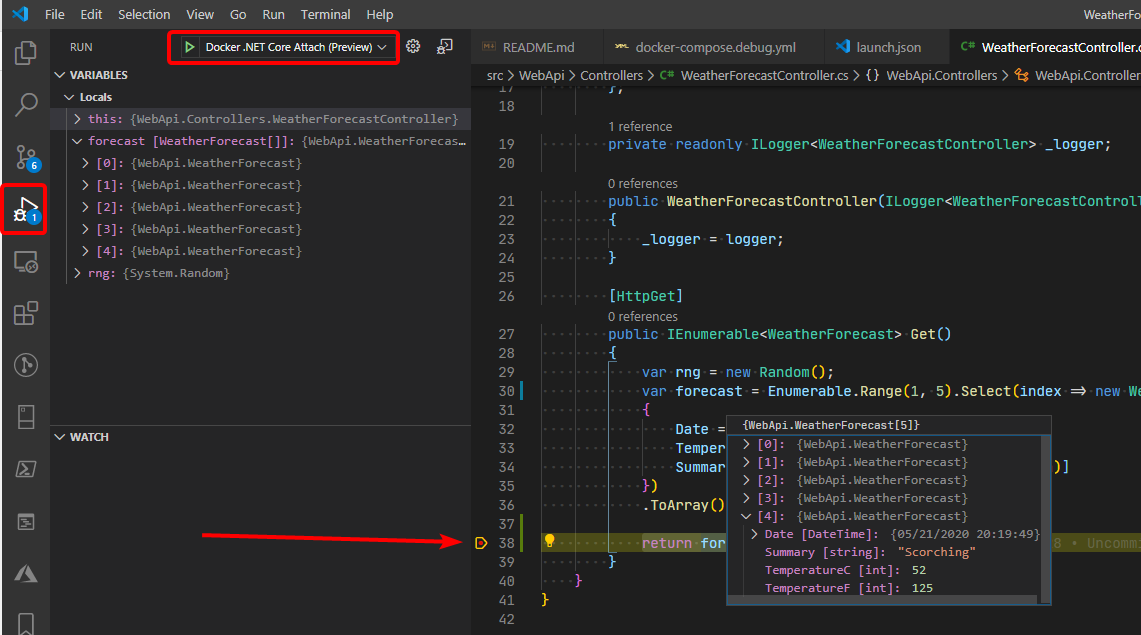 File Edit Selection View Go Run Terminal Help
WeatherFo
RUN
Docker .NET Core Attach (Preview)
VARIABLES
Locals
this: {WebApi.Controllers.WeatherForecastController}
forecast [WeatherForecast[]]: {WebApi.WeatherForecas…
[0]: {WebApi.WeatherForecast}
[1]: {WebApi.WeatherForecast}
[2]: {WebApi.WeatherForecast}
[3]: {WebApi.WeatherForecast}
[4]: {WebApi.WeatherForecast}
rng: {System.Random}
6
1
WATCH
README.md docker-compose.debug.yml launch.json C# WeatherForecastController.c
src > WebApi > Controllers > C# WeatherForecastController.cs > {} WebApi.Controllers > WebApi.Controller
17 };
18
1 reference
19 private readonly ILogger<WeatherForecastController> _logger;
20
0 references
21 public WeatherForecastController(ILogger<WeatherForecastControll
22 {
23 _logger = logger;
24 }
25
26 [HttpGet]
0 references
27 public IEnumerable<WeatherForecast> Get()
28 {
29 var rng = new Random();
30 var forecast = Enumerable.Range(1, 5).Select(index => new We
31 {
32 Date =
33 Temper
34 Summar )]
35 })
36 .ToArray()
37
38 return for 8 • Uncommi
39 }
40 }
41 }
42
{WebApi.WeatherForecast[5]}
[0]: {WebApi.WeatherForecast}
[1]: {WebApi.WeatherForecast}
[2]: {WebApi.WeatherForecast}
[3]: {WebApi.WeatherForecast}
[4]: {WebApi.WeatherForecast}
Date [DateTime]: {05/21/2020 20:19:49}
Summary [string]: "Scorching"
TemperatureC [int]: 52
TemperatureF [int]: 125